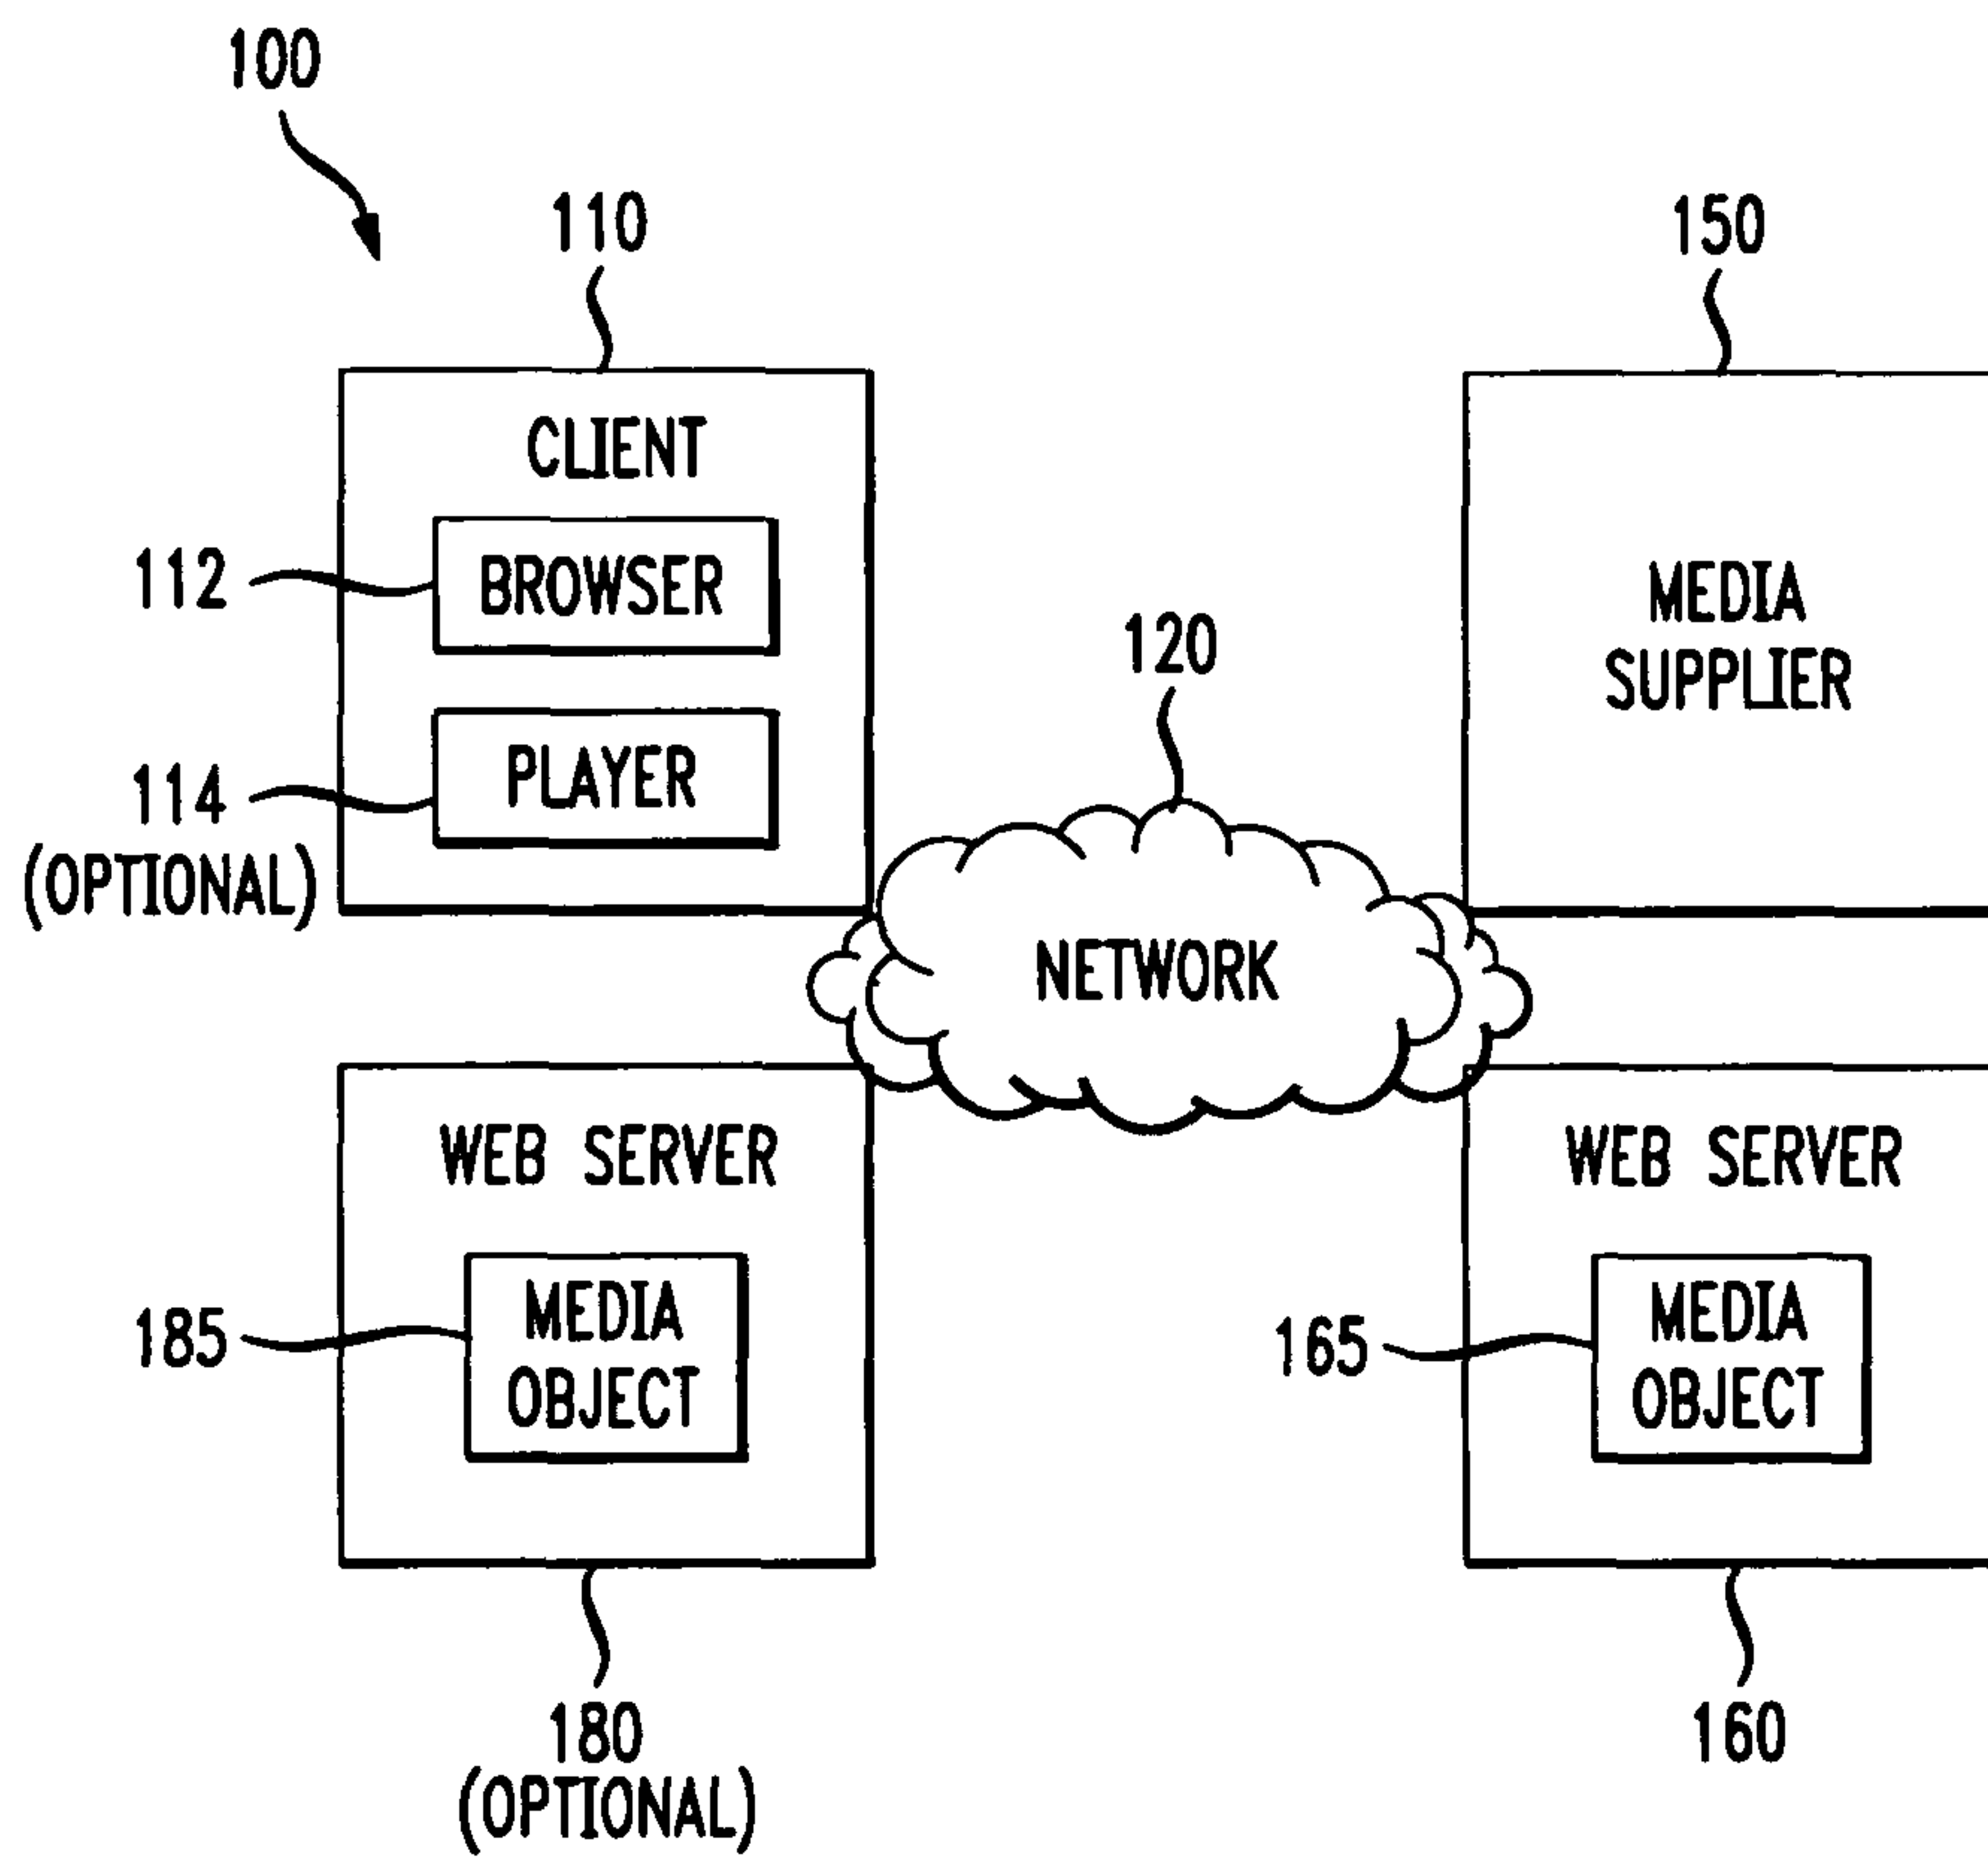 100
110
150
CLIENT
112
BROWSER
MEDIA
SUPPLIER
120
114
(OPTIONAL)
PLAYER
NETWORK
WEB SERVER
WEB SERVER
185
MEDIA
OBJECT
165
MEDIA
OBJECT
180
(OPTIONAL)
160